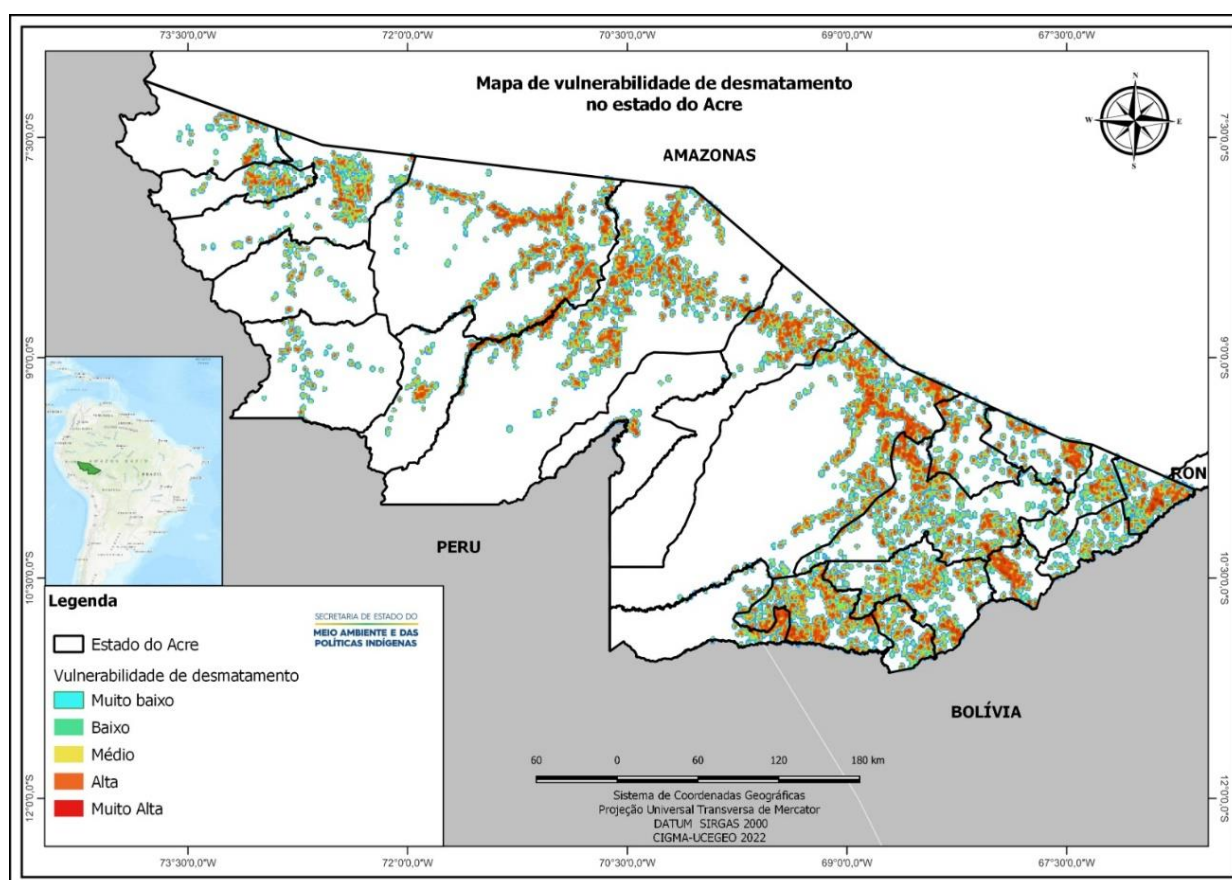 73°30'0,0"W
72°0'0,0"W
70°30'0,0"W
69°0'0,0"W
67°30'0,0"W
Mapa de vulnerabilidade de desmatamento
no estado do Acre
N
W
E
S
7°30'0,0"S
7°30'0,0"S
AMAZONAS
9°0'0,0"S
9°0'0,0"S
RON
PERU
10°30'0,0"S
10°30'0,0"S
BOLÍVIA
Legenda
SECRETARIA DE ESTADO DO
MEIO AMBIENTE E DAS
POLÍTICAS INDÍGENAS
Estado do Acre
Vulnerabilidade de desmatamento
Muito baixo
Baixo
Médio
Alta
Muito Alta
60 0 60 120 180 km
Sistema de Coordenadas Geográficas
Projeção Universal Transversa de Mercator
DATUM SIRGAS 2000
CIGMA-UCEGEO 2022
12°0'0,0"S
12°0'0,0"S
73°30'0,0"W
72°0'0,0"W
70°30'0,0"W
69°0'0,0"W
67°30'0,0"W